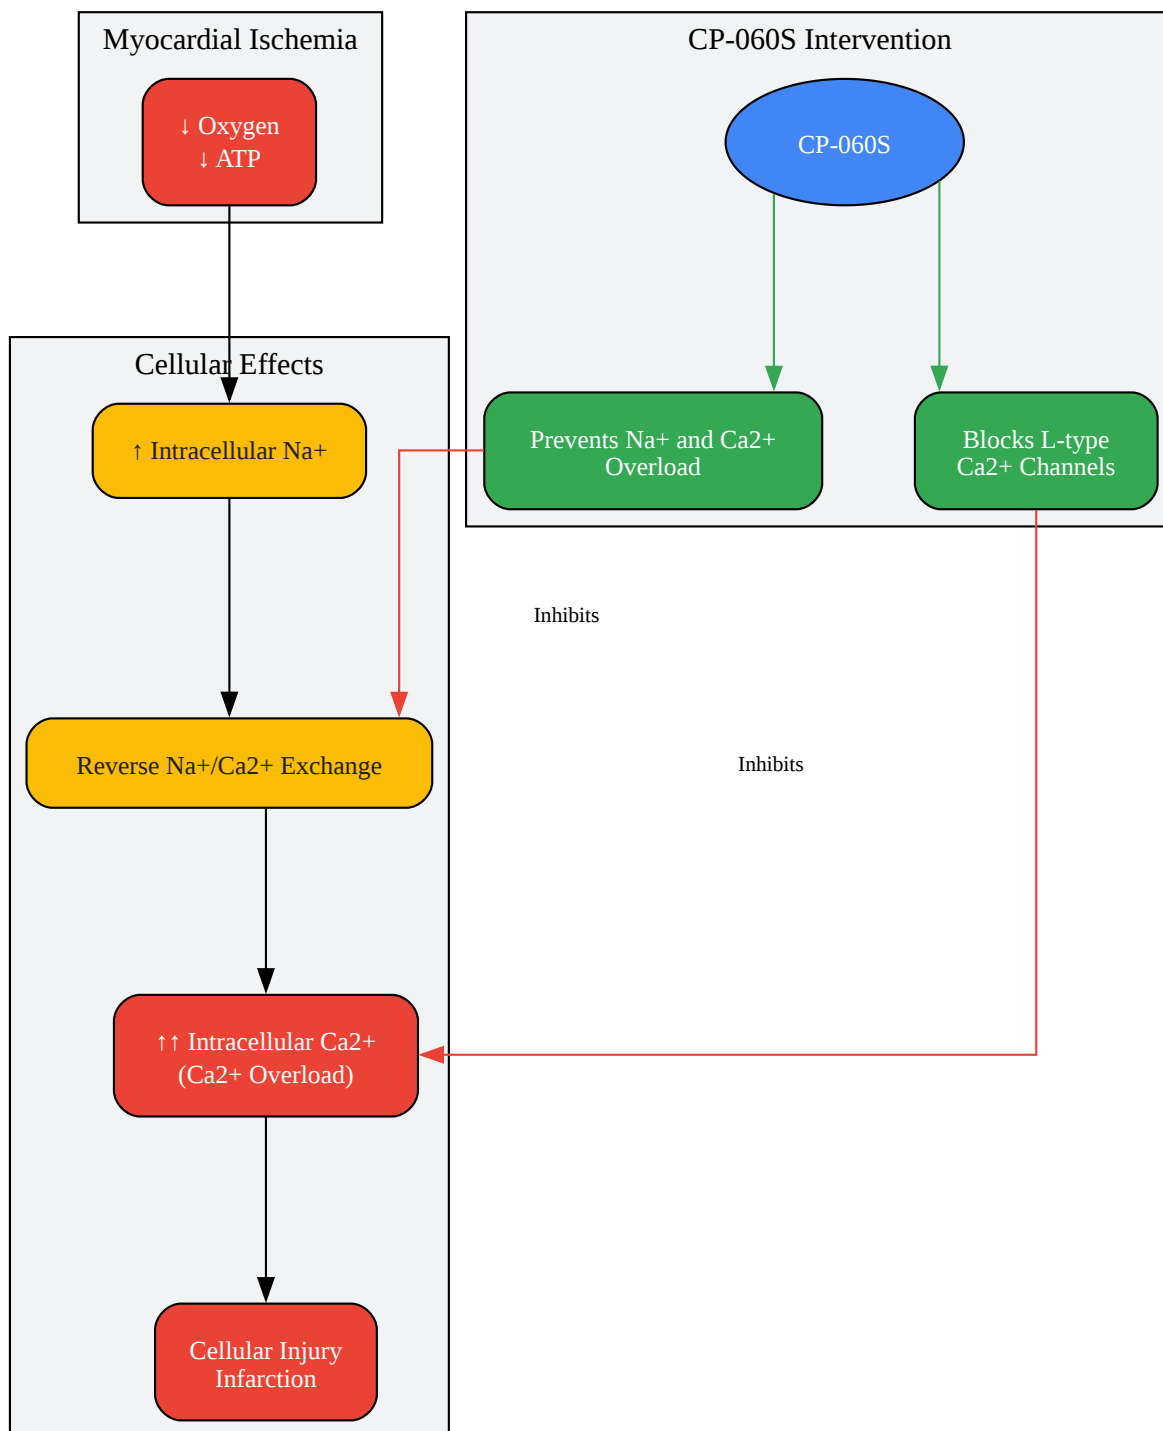 Myocardial Ischemia
↓ Oxygen
↓ ATP
CP-060S Intervention
CP-060S
Prevents Na+ and Ca2+
Overload
Blocks L-type
Ca2+ Channels
Cellular Effects
↑ Intracellular Na+
Inhibits
Reverse Na+/Ca2+ Exchange
Inhibits
↑↑ Intracellular Ca2+
(Ca2+ Overload)
Cellular Injury
Infarction